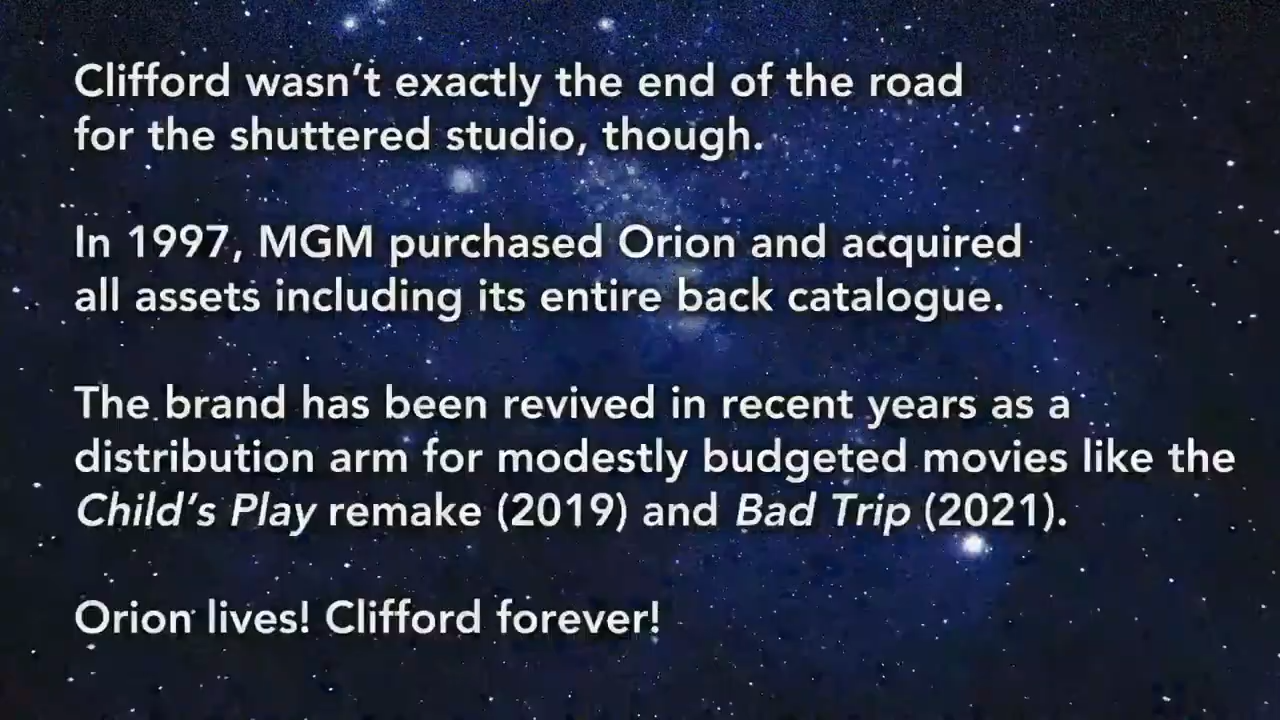 Clifford wasn’t exactly the end of the road
for the shuttered studio, though.
In 1997, MGM purchased Orion and acquired
all assets including its entire back catalogue.
The brand has been revived in recent years as a
distribution arm for modestly budgeted movies like the
Child’s Play remake (2019) and Bad Trip (2021).
Orion lives! Clifford forever!